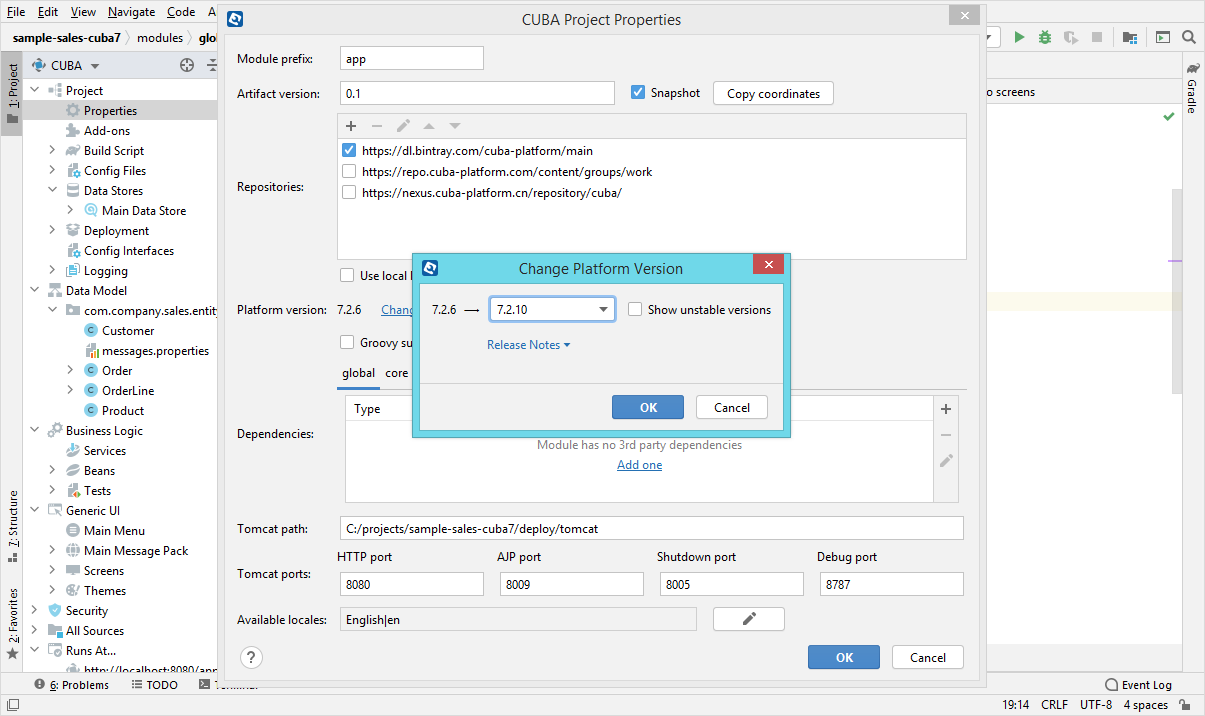 File Edit View Navigate Code
CUBA Project Properties
sample-sales-cuba7 modules
1: Project
CUBA
Project
Properties
Add-ons
Build Script
Config Files
Data Stores
Main Data Store
Deployment
Config Interfaces
Logging
Data Model
com.company.sales.entity
Customer
messages.properties
Order
OrderLine
Product
Business Logic
Services
Beans
Tests
Generic UI
Main Menu
Main Message Pack
Screens
Themes
Security
All Sources
Runs At...
http://localhost:8080/app
7: Structure
2: Favorites
Module prefix: app
Artifact version: 0.1 Snapshot Copy coordinates
Repositories:
https://dl.bintray.com/cuba-platform/main
https://repo.cuba-platform.com/content/groups/work
https://nexus.cuba-platform.cn/repository/cuba/
Use local
Platform version: 7.2.6
Groovy
global core
Type
Dependencies:
Module has no 3rd party dependencies
Add one
Change Platform Version
7.2.6 → 7.2.10 Show unstable versions
Release Notes
OK Cancel
Tomcat path: C:/projects/sample-sales-cuba7/deploy/tomcat
HTTP port AJP port Shutdown port Debug port
Tomcat ports: 8080 8009 8005 8787
Available locales: English|en
? OK Cancel
screens
Gradle
6: Problems TODO Terminal Event Log
19:14 CRLF UTF-8 4 spaces